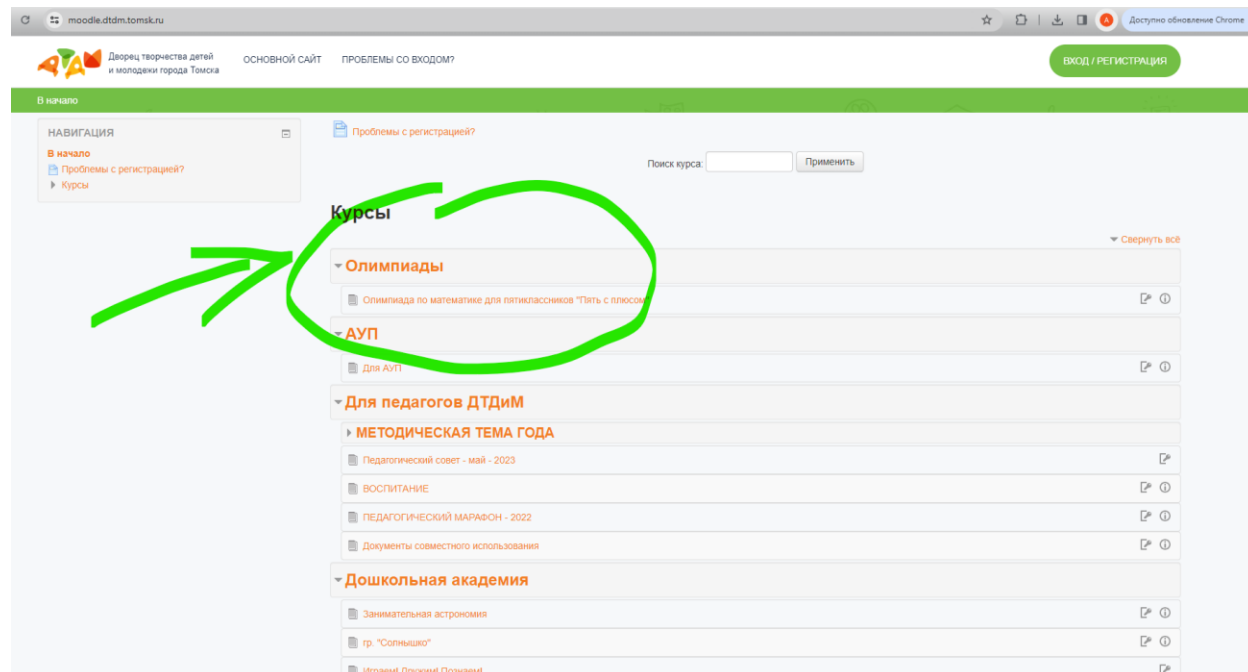 moodle.dtdm.tomsk.ru
Доступно обновление Chrome
Дворец творчества детей
и молодежи города Томска
ОСНОВНОЙ САЙТ
ПРОБЛЕМЫ СО ВХОДОМ?
ВХОД / РЕГИСТРАЦИЯ
В начало
НАВИГАЦИЯ
В начало
Проблемы с регистрацией?
Курсы
Проблемы с регистрацией?
Поиск курса:
Применить
Курсы
Свернуть всё
Олимпиады
Олимпиада по математике для пятиклассников "Пять с плюсом"
АУП
Для АУП
Для педагогов ДТДиМ
МЕТОДИЧЕСКАЯ ТЕМА ГОДА
Педагогический совет - май - 2023
ВОСПИТАНИЕ
ПЕДАГОГИЧЕСКИЙ МАРАФОН - 2022
Документы совместного использования
Дошкольная академия
Занимательная астрономия
гр. "Солнышко"
Играем! Дружим! Познаем!